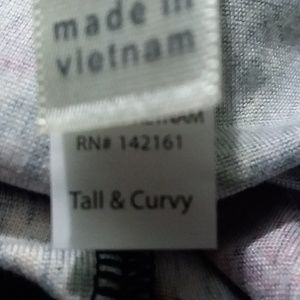 made in
vietnam
RN# 142161
Tall & Curvy